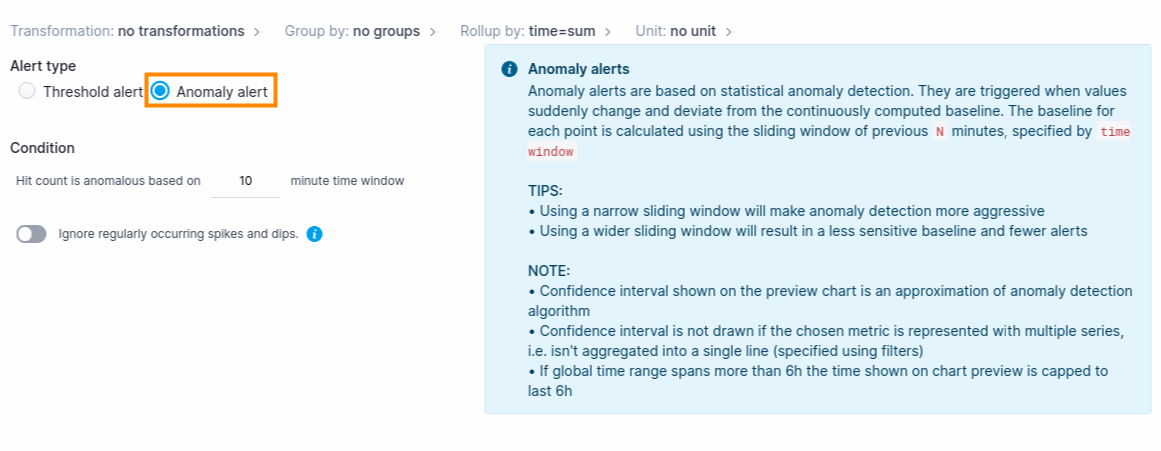 Transformation: no transformations > Group by: no groups > Rollup by: time=sum > Unit: no unit >
Alert type
Threshold alert Anomaly alert
Condition
Hit count is anomalous based on 10 minute time window
Ignore regularly occurring spikes and dips.
Anomaly alerts
Anomaly alerts are based on statistical anomaly detection. They are triggered when values
suddenly change and deviate from the continuously computed baseline. The baseline for
each point is calculated using the sliding window of previous N minutes, specified by time
window
TIPS:
• Using a narrow sliding window will make anomaly detection more aggressive
• Using a wider sliding window will result in a less sensitive baseline and fewer alerts
NOTE:
• Confidence interval shown on the preview chart is an approximation of anomaly detection
algorithm
• Confidence interval is not drawn if the chosen metric is represented with multiple series,
i.e. isn't aggregated into a single line (specified using filters)
• If global time range spans more than 6h the time shown on chart preview is capped to
last 6h